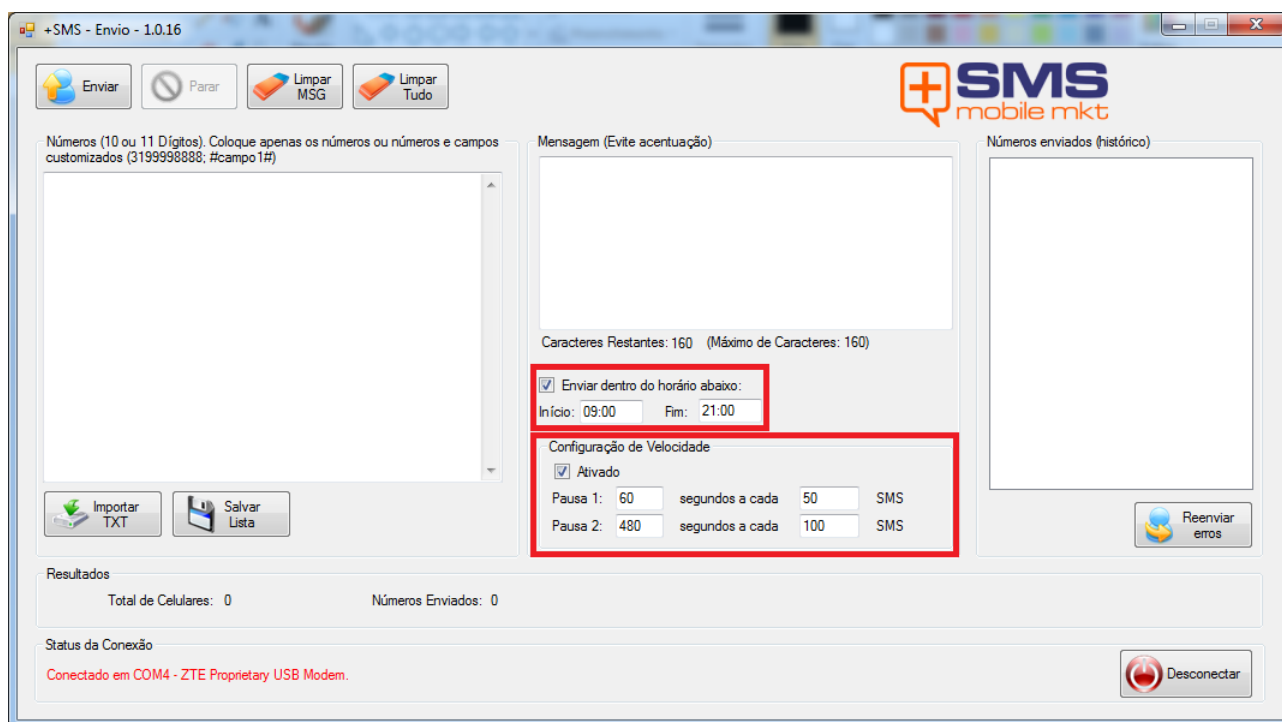 +SMS - Envio - 1.0.16
Enviar
Parar
Limpar
MSG
Limpar
Tudo
+SMS
mobile mkt
Números (10 ou 11 Dígitos). Coloque apenas os números ou números e campos
customizados (3199998888; #campo1#)
Mensagem (Evite acentuação)
Números enviados (histórico)
Caracteres Restantes: 160 (Máximo de Caracteres: 160)
Enviar dentro do horário abaixo:
Início: 09:00 Fim: 21:00
Configuração de Velocidade
Ativado
Pausa 1: 60 segundos a cada 50 SMS
Pausa 2: 480 segundos a cada 100 SMS
Importar
TXT
Salvar
Lista
Reenviar
erros
Resultados
Total de Celulares: 0 Números Enviados: 0
Status da Conexão
Conectado em COM4 - ZTE Proprietary USB Modem.
Desconectar